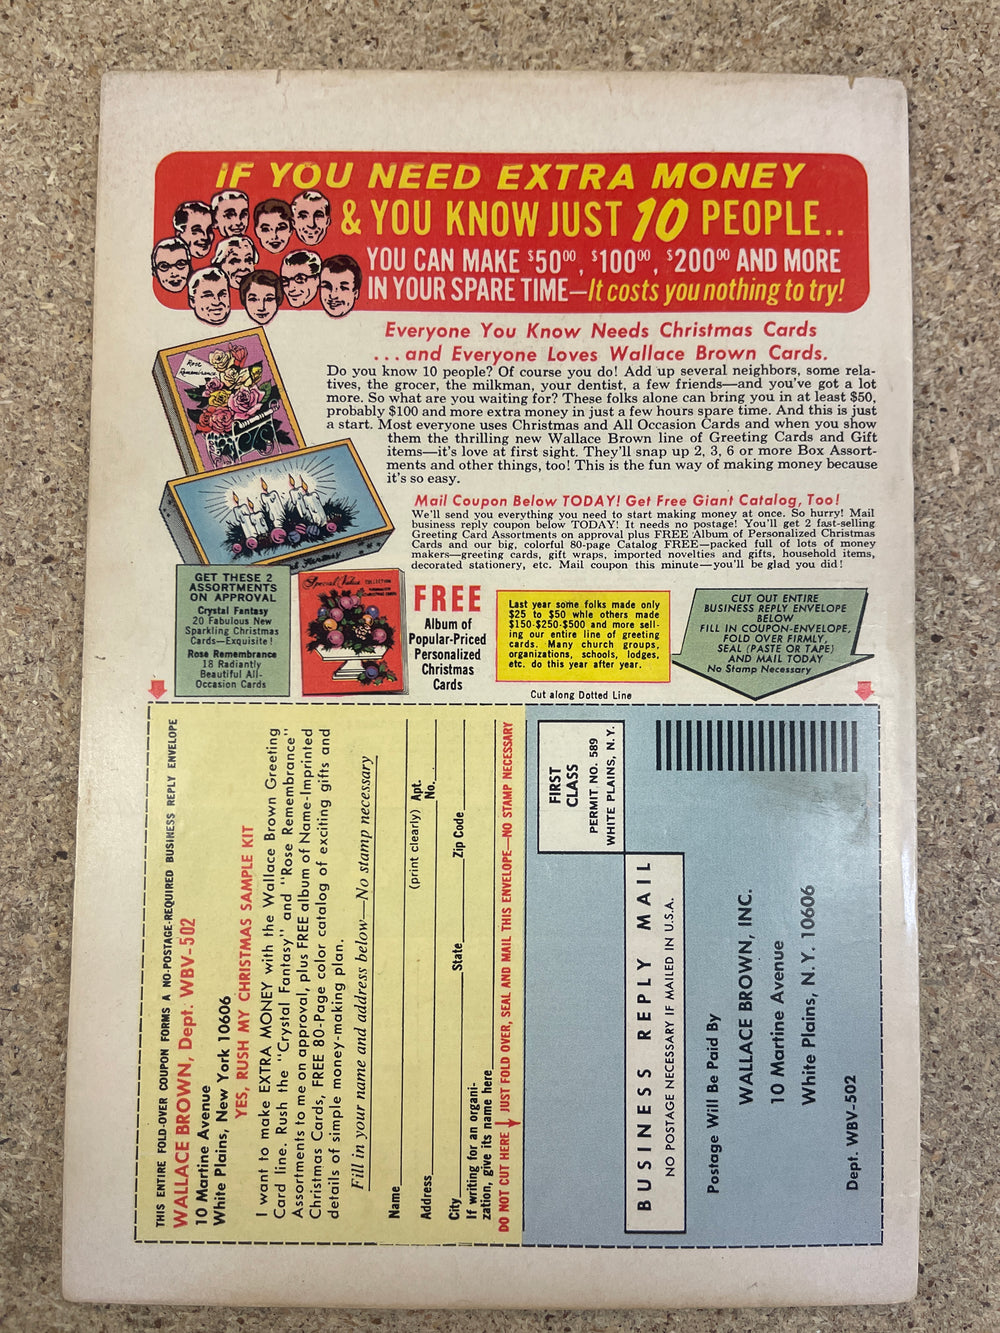 IF YOU NEED EXTRA MONEY
& YOU KNOW JUST 10 PEOPLE..
YOU CAN MAKE $50⁰⁰, $100⁰⁰, $200⁰⁰ AND MORE
IN YOUR SPARE TIME—It costs you nothing to try!
Everyone You Know Needs Christmas Cards
...and Everyone Loves Wallace Brown Cards.
Do you know 10 people? Of course you do! Add up several neighbors, some rela-
tives, the grocer, the milkman, your dentist, a few friends—and you've got a lot
more. So what are you waiting for? These folks alone can bring you in at least $50,
probably $100 and more extra money in just a few hours spare time. And this is just
a start. Most everyone uses Christmas and All Occasion Cards and when you show
them the thrilling new Wallace Brown line of Greeting Cards and Gift
items—it's love at first sight. They'll snap up 2, 3, 6 or more Box Assort-
ments and other things, too! This is the fun way of making money because
it's so easy.
Rose
Remembrance
Mail Coupon Below TODAY! Get Free Giant Catalog, Too!
We'll send you everything you need to start making money at once. So hurry! Mail
business reply coupon below TODAY! It needs no postage! You'll get 2 fast-selling
Greeting Card Assortments on approval plus FREE Album of Personalized Christmas
Cards and our big, colorful 80-page Catalog FREE—packed full of lots of money
makers—greeting cards, gift wraps, imported novelties and gifts, household items,
decorated stationery, etc. Mail coupon this minute—you'll be glad you did!
GET THESE 2
ASSORTMENTS
ON APPROVAL
Crystal Fantasy
20 Fabulous New
Sparkling Christmas
Cards—Exquisite!
Rose Remembrance
18 Radiantly
Beautiful All-
Occasion Cards
Special Value COLLECTION
FREE
Album of
Popular-Priced
Personalized
Christmas
Cards
Last year some folks made only
$25 to $50 while others made
$150-$250-$500 and more sell-
ing our entire line of greeting
cards. Many church groups,
organizations, schools, lodges,
etc. do this year after year.
CUT OUT ENTIRE
BUSINESS REPLY ENVELOPE
BELOW
FILL IN COUPON-ENVELOPE,
FOLD OVER FIRMLY,
SEAL (PASTE OR TAPE)
AND MAIL TODAY
No Stamp Necessary
Cut along Dotted Line
THIS ENTIRE FOLD-OVER COUPON FORMS A NO-POSTAGE-REQUIRED BUSINESS REPLY ENVELOPE
WALLACE BROWN, Dept. WBV-502
10 Martine Avenue
White Plains, New York 10606
YES, RUSH MY CHRISTMAS SAMPLE KIT
I want to make EXTRA MONEY with the Wallace Brown Greeting
Card line. Rush the "Crystal Fantasy" and "Rose Remembrance"
Assortments to me on approval, plus FREE album of Name-Imprinted
Christmas Cards, FREE 80-Page color catalog of exciting gifts and
details of simple money-making plan.
Fill in your name and address below—No stamp necessary
Name
(print clearly)
Address
Apt.
No.
City
State
Zip Code
If writing for an organi-
zation, give its name here
DO NOT CUT HERE JUST FOLD OVER, SEAL AND MAIL THIS ENVELOPE—NO STAMP NECESSARY
FIRST
CLASS
PERMIT NO. 589
WHITE PLAINS, N.Y.
BUSINESS REPLY MAIL
NO POSTAGE NECESSARY IF MAILED IN U.S.A.
Postage Will Be Paid By
WALLACE BROWN, INC.
10 Martine Avenue
White Plains, N.Y. 10606
Dept. WBV-502